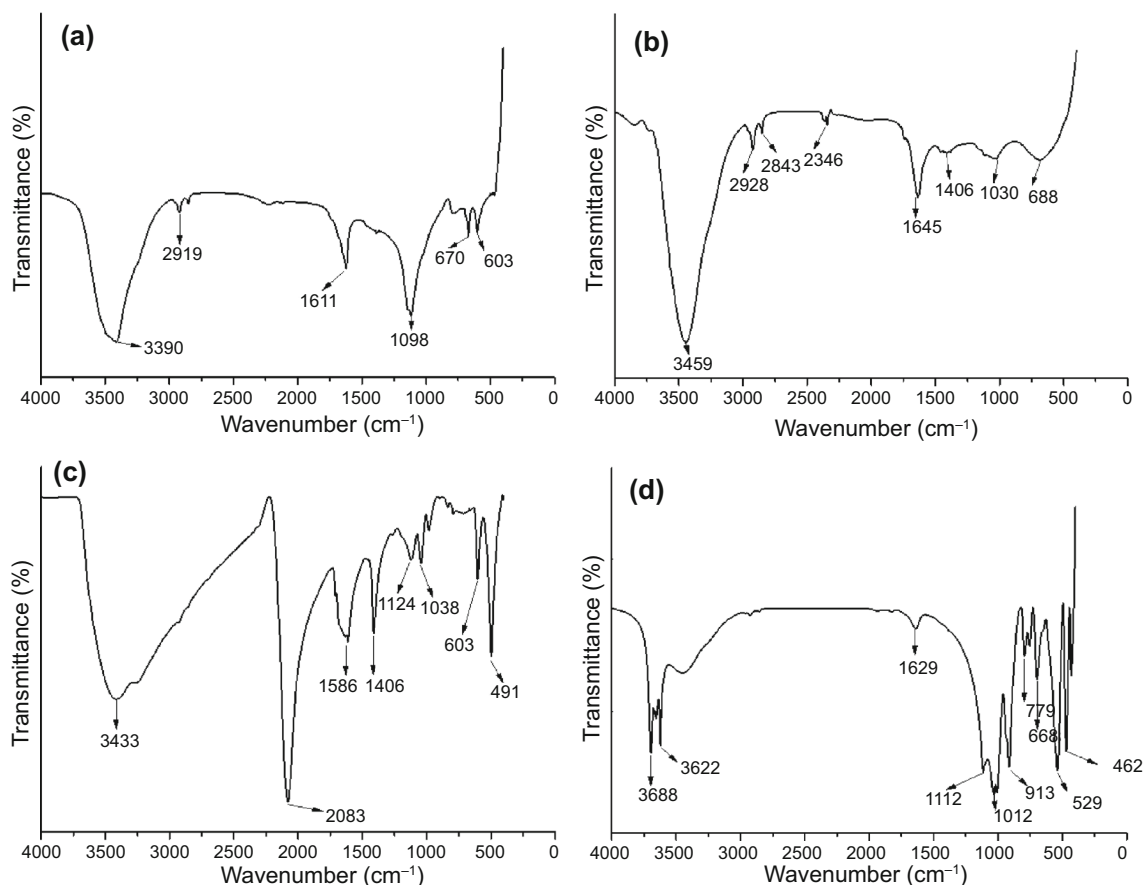 (a)
Transmittance (%)
2919
3390
1611
1098
670
603
4000 3500 3000 2500 2000 1500 1000 500 0
Wavenumber (cm⁻¹)
(b)
Transmittance (%)
2928
2843
2346
1406
1030
688
1645
3459
4000 3500 3000 2500 2000 1500 1000 500 0
Wavenumber (cm⁻¹)
(c)
Transmittance (%)
1124
1038
603
1586
1406
491
3433
2083
4000 3500 3000 2500 2000 1500 1000 500 0
Wavenumber (cm⁻¹)
(d)
Transmittance (%)
1629
779
668
3622
3688
462
1112
913
529
1012
4000 3500 3000 2500 2000 1500 1000 500 0
Wavenumber (cm⁻¹)